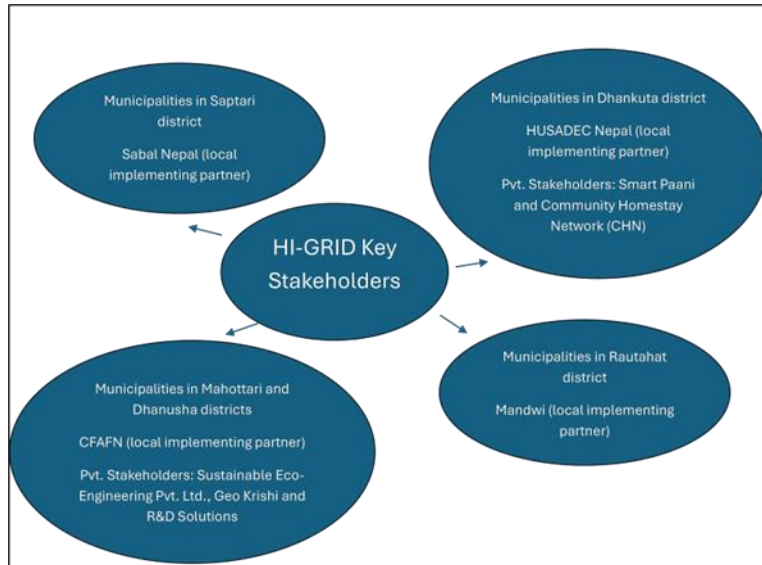 Municipalities in Saptari
district
Sabal Nepal (local
implementing partner)
Municipalities in Dhankuta district
HUSADEC Nepal (local
implementing partner)
Pvt. Stakeholders: Smart Paani
and Community Homestay
Network (CHN)
HI-GRID Key
Stakeholders
Municipalities in Mahottari and
Dhanusha districts
CFAFN (local implementing partner)
Pvt. Stakeholders: Sustainable Eco-
Engineering Pvt. Ltd., Geo Krishi and
R&D Solutions
Municipalities in Rautahat
district
Mandwi (local implementing
partner)